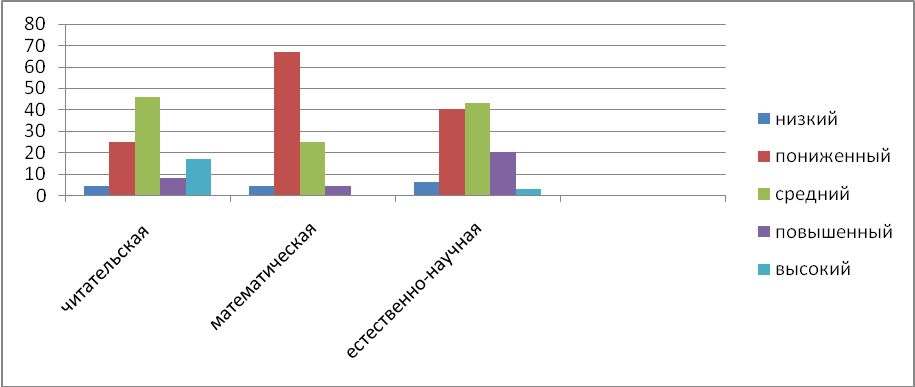 80
70
60
50
40
30
20
10
0
читательская
математическая
естественно-научная
низкий
пониженный
средний
повышенный
высокий